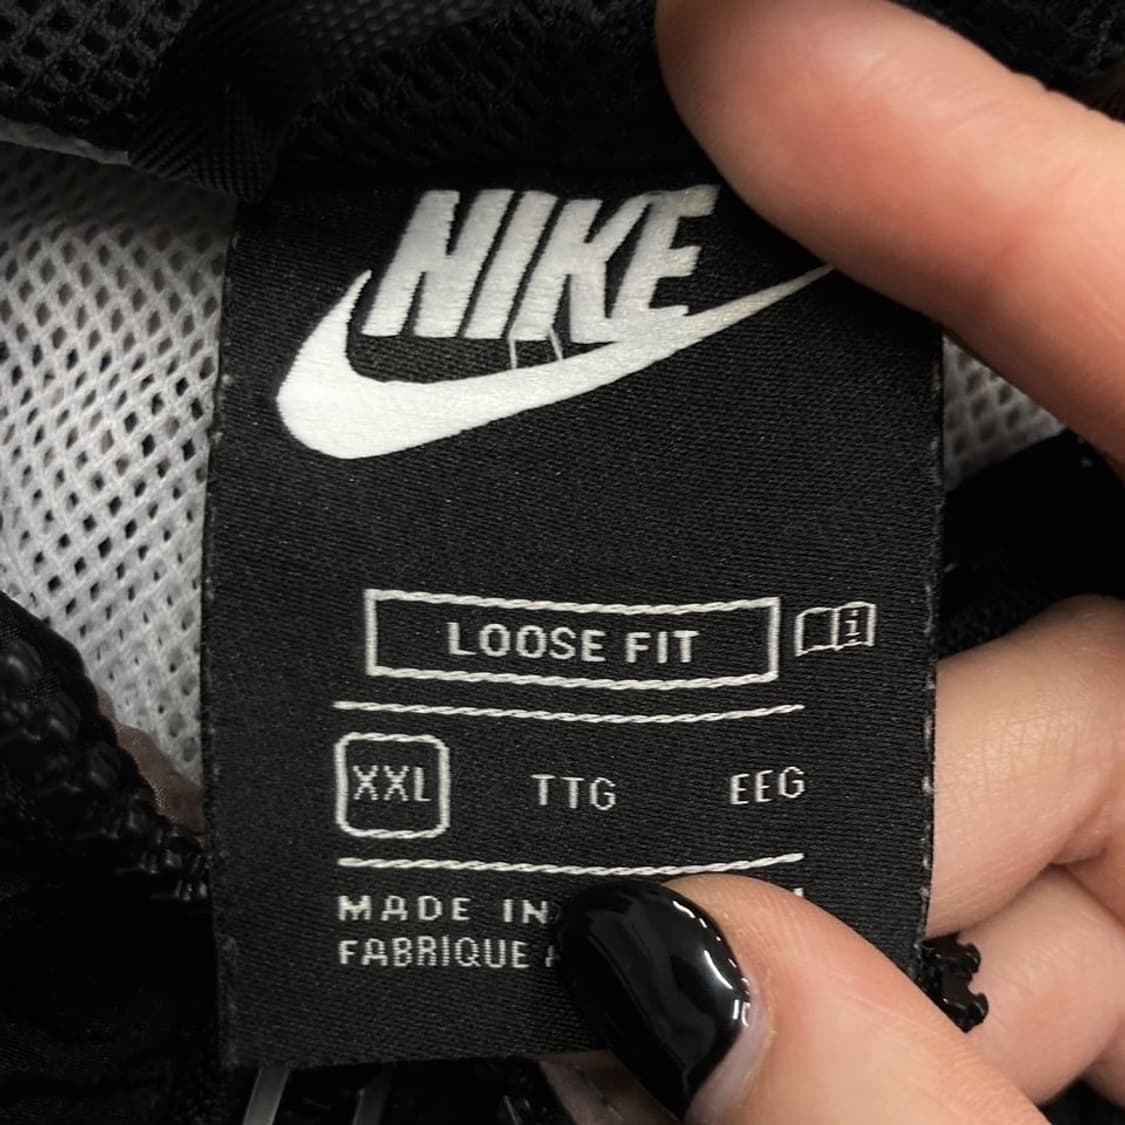 NIKE
LOOSE FIT
XXL TTG EEG
MADE IN
FABRIQUE